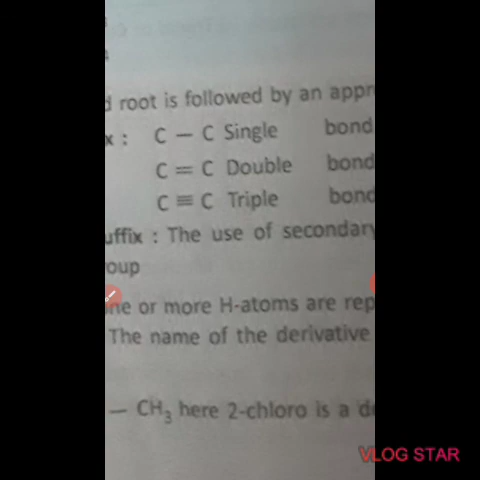 d root is followed by an appr
x : C — C Single bond
C = C Double bond
C ≡ C Triple bond
uffix : The use of secondary
oup
ne or more H-atoms are rep
The name of the derivative
— CH₃ here 2-chloro is a de
VLOG STAR